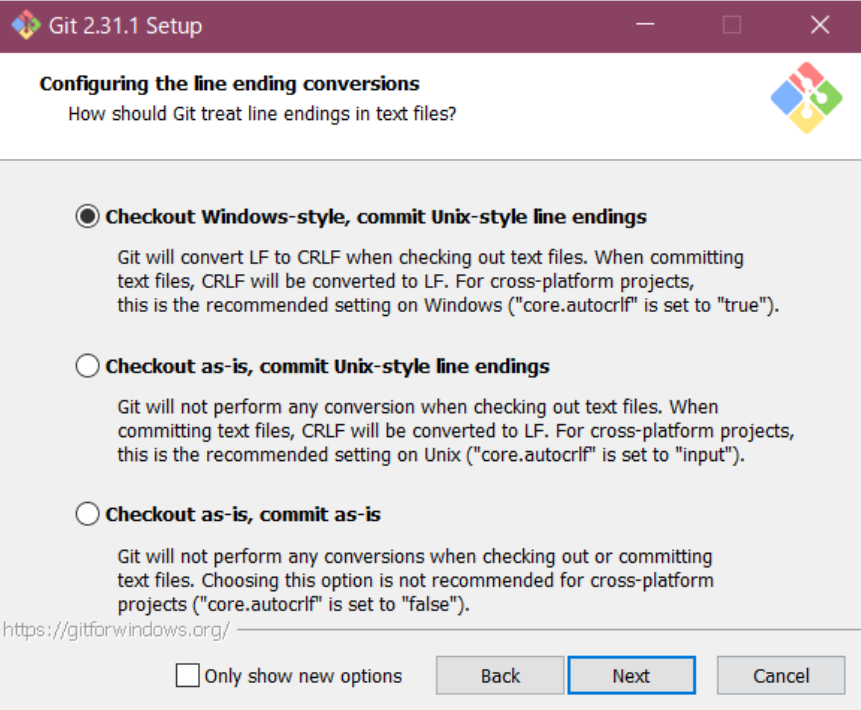 Git 2.31.1 Setup
Configuring the line ending conversions
How should Git treat line endings in text files?
Checkout Windows-style, commit Unix-style line endings
Git will convert LF to CRLF when checking out text files. When committing
text files, CRLF will be converted to LF. For cross-platform projects,
this is the recommended setting on Windows ("core.autocrlf" is set to "true").
Checkout as-is, commit Unix-style line endings
Git will not perform any conversion when checking out text files. When
committing text files, CRLF will be converted to LF. For cross-platform projects,
this is the recommended setting on Unix ("core.autocrlf" is set to "input").
Checkout as-is, commit as-is
Git will not perform any conversions when checking out or committing
text files. Choosing this option is not recommended for cross-platform
projects ("core.autocrlf" is set to "false").
https://gitforwindows.org/
Only show new options
Back
Next
Cancel